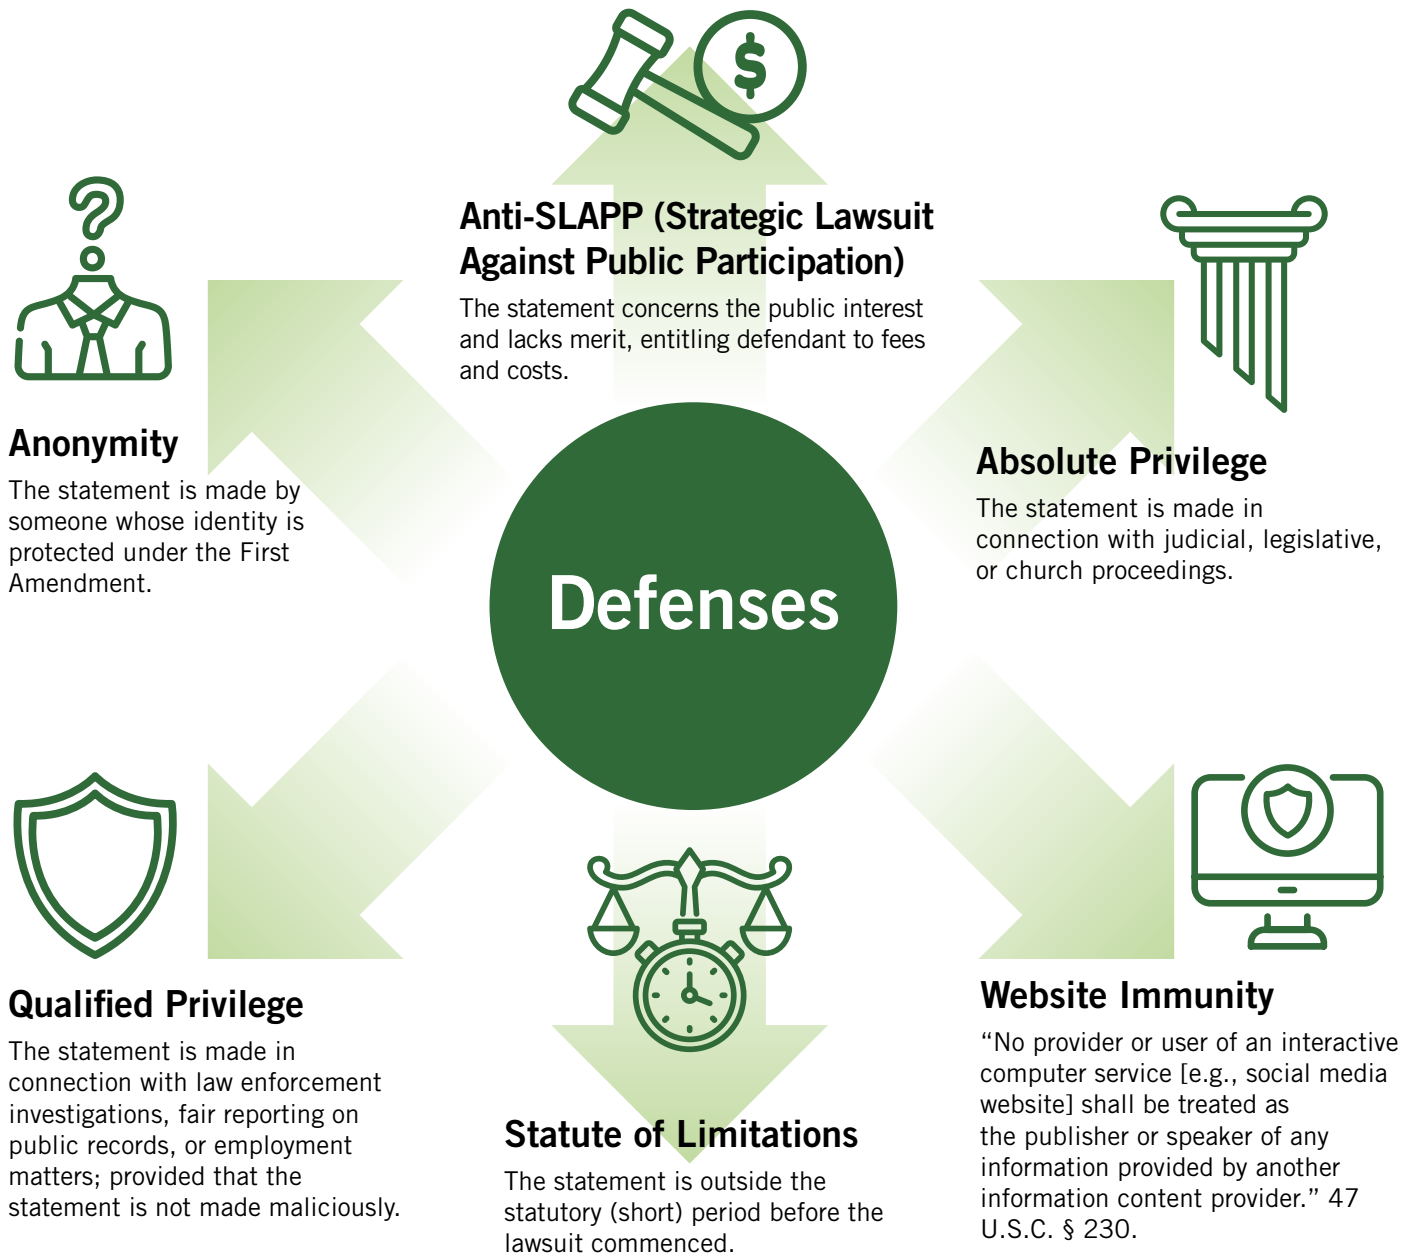 $
Anti-SLAPP (Strategic Lawsuit
Against Public Participation)
The statement concerns the public interest
and lacks merit, entitling defendant to fees
and costs.
Anonymity
The statement is made by
someone whose identity is
protected under the First
Amendment.
Absolute Privilege
The statement is made in
connection with judicial, legislative,
or church proceedings.
Defenses
Qualified Privilege
The statement is made in
connection with law enforcement
investigations, fair reporting on
public records, or employment
matters; provided that the
statement is not made maliciously.
Statute of Limitations
The statement is outside the
statutory (short) period before the
lawsuit commenced.
Website Immunity
“No provider or user of an interactive
computer service [e.g., social media
website] shall be treated as
the publisher or speaker of any
information provided by another
information content provider.” 47
U.S.C. § 230.